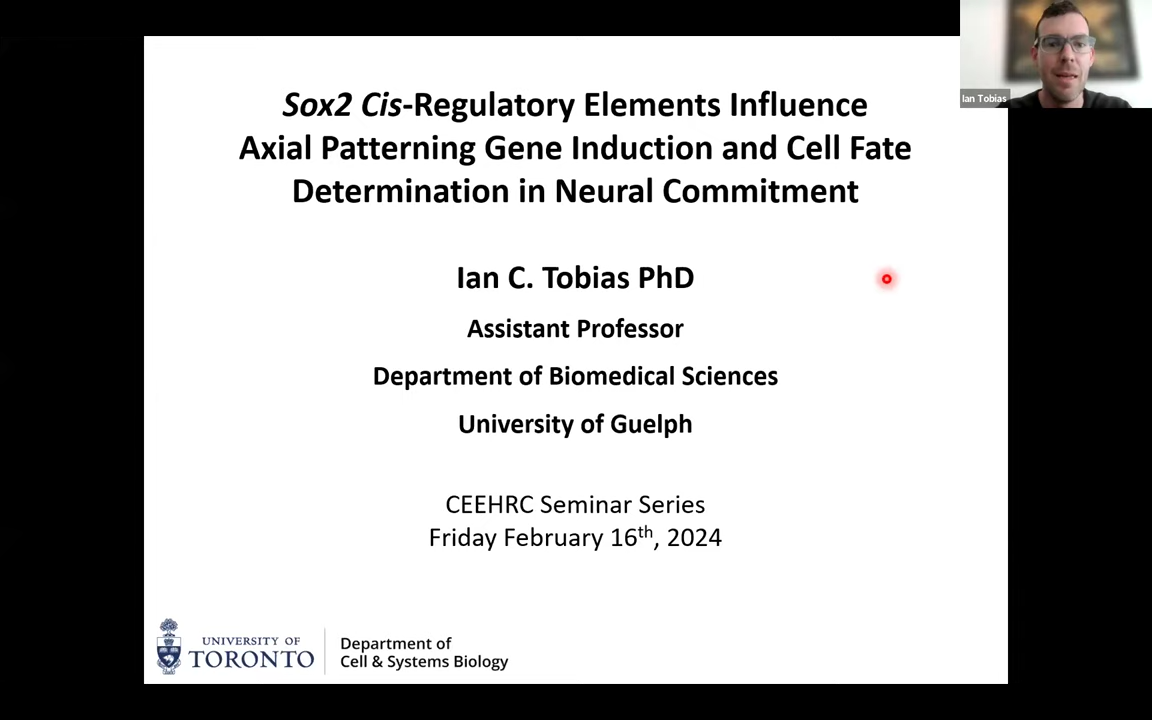 Sox2 Cis-Regulatory Elements Influence
Axial Patterning Gene Induction and Cell Fate
Determination in Neural Commitment
Ian C. Tobias PhD
Assistant Professor
Department of Biomedical Sciences
University of Guelph
CEEHRC Seminar Series
Friday February 16th, 2024
UNIVERSITY OF
TORONTO
Department of
Cell & Systems Biology
Ian Tobias